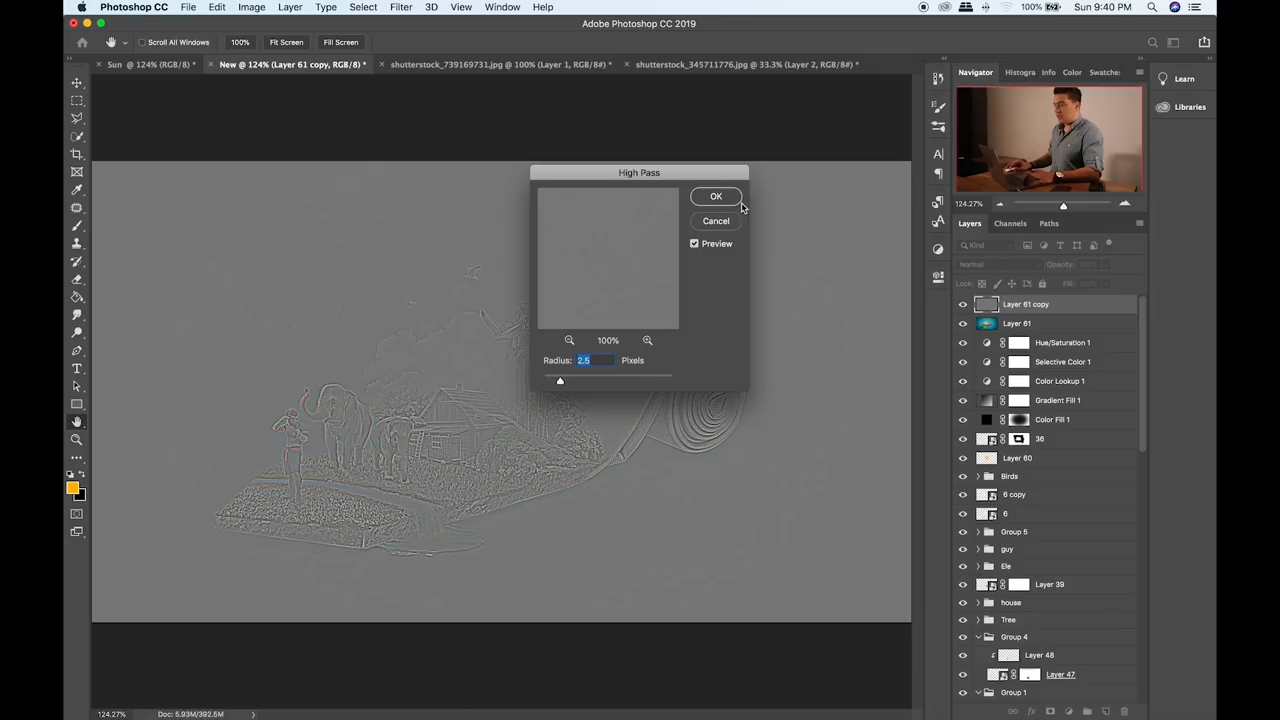 Photoshop CC File Edit Image Layer Type Select Filter 3D View Window Help 100% Sun 9:40 PM
Adobe Photoshop CC 2019
Scroll All Windows 100% Fit Screen Fill Screen
Sun @ 124% (RGB/8) * New @ 124% (Layer 61 copy, RGB/8) * shutterstock_739169731.jpg @ 100% (Layer 1, RGB/8#) * shutterstock_345711776.jpg @ 33.3% (Layer 2, RGB/8#) *
Navigator Histogra Info Color Swatche
Learn
Libraries
124.27%
High Pass
OK
Cancel
Preview
100%
Radius: 2.5 Pixels
Layers Channels Paths
Kind
Normal Opacity:
Lock: Fill:
Layer 61 copy
Layer 61
Hue/Saturation 1
Selective Color 1
Color Lookup 1
Gradient Fill 1
Color Fill 1
36
Layer 60
Birds
6 copy
6
Group 5
guy
Ele
Layer 39
house
Tree
Group 4
Layer 48
Layer 47
Group 1
124.27% Doc: 5.93M/392.5M